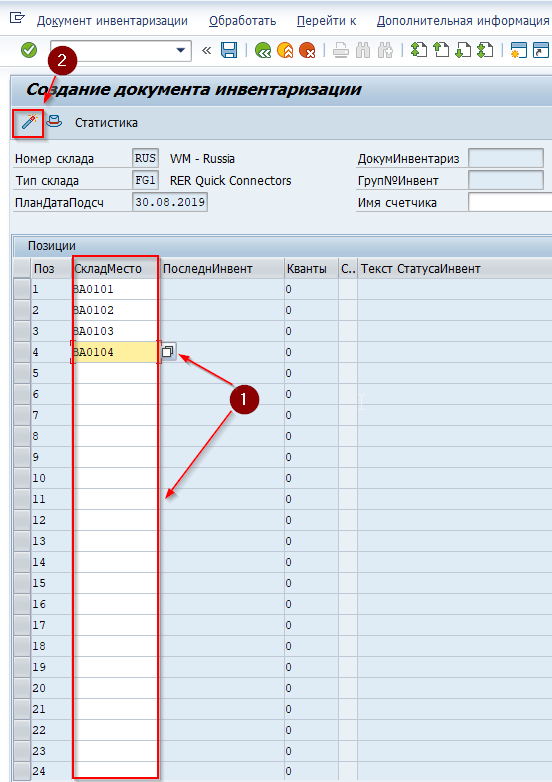 Документ инвентаризации Обработать Перейти к Дополнительная информация
2
Создание документа инвентаризации
Статистика
Номер склада RUS WM - Russia ДокумИнвентариз
Тип склада FG1 RER Quick Connectors Груп№Инвент
ПланДатаПодсч 30.08.2019 Имя счетчика
Позиции
Поз СкладМесто ПоследнИнвент Кванты С.. Текст СтатусаИнвент
1 BA0101 0
2 BA0102 0
3 BA0103 0
4 BA0104 0
5 0
6 0
1
7 0
8 0
9 0
10 0
11 0
12 0
13 0
14 0
15 0
16 0
17 0
18 0
19 0
20 0
21 0
22 0
23 0
24 0